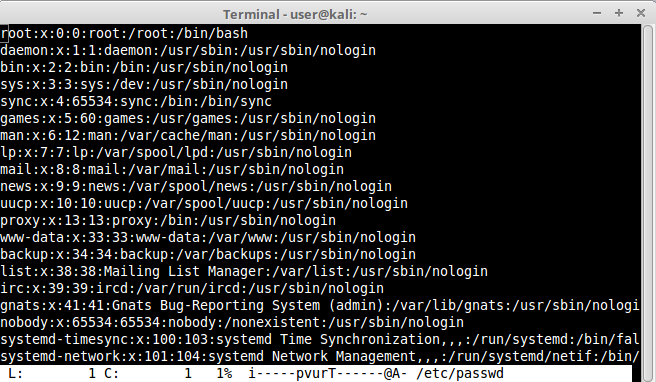 Terminal - user@kali: ~
root:x:0:0:root:/root:/bin/bash
daemon:x:1:1:daemon:/usr/sbin:/usr/sbin/nologin
bin:x:2:2:bin:/bin:/usr/sbin/nologin
sys:x:3:3:sys:/dev:/usr/sbin/nologin
sync:x:4:65534:sync:/bin:/bin/sync
games:x:5:60:games:/usr/games:/usr/sbin/nologin
man:x:6:12:man:/var/cache/man:/usr/sbin/nologin
lp:x:7:7:lp:/var/spool/lpd:/usr/sbin/nologin
mail:x:8:8:mail:/var/mail:/usr/sbin/nologin
news:x:9:9:news:/var/spool/news:/usr/sbin/nologin
uucp:x:10:10:uucp:/var/spool/uucp:/usr/sbin/nologin
proxy:x:13:13:proxy:/bin:/usr/sbin/nologin
www-data:x:33:33:www-data:/var/www:/usr/sbin/nologin
backup:x:34:34:backup:/var/backups:/usr/sbin/nologin
list:x:38:38:Mailing List Manager:/var/list:/usr/sbin/nologin
irc:x:39:39:ircd:/var/run/ircd:/usr/sbin/nologin
gnats:x:41:41:Gnats Bug-Reporting System (admin):/var/lib/gnats:/usr/sbin/nologi
nobody:x:65534:65534:nobody:/nonexistent:/usr/sbin/nologin
systemd-timesync:x:100:103:systemd Time Synchronization,,,:/run/systemd:/bin/fal
systemd-network:x:101:104:systemd Network Management,,,:/run/systemd/netif:/bin/
L: 1 C: 1 1% i-----pvurT------@A- /etc/passwd